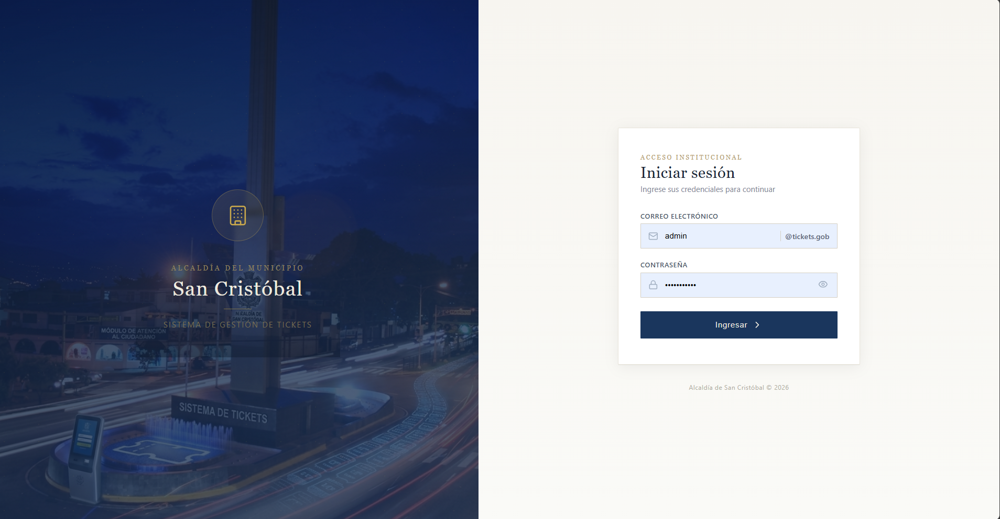 ALCALDÍA DEL MUNICIPIO
San Cristóbal
ALCALDÍA DE
SAN CRISTÓBAL
SISTEMA DE GESTIÓN DE TICKETS
MÓDULO DE ATENCIÓN
AL CIUDADANO
SISTEMA DE TICKETS
ACCESO INSTITUCIONAL
Iniciar sesión
Ingrese sus credenciales para continuar
CORREO ELECTRÓNICO
admin @tickets.gob
CONTRASEÑA
•••••••••••
Ingresar
Alcaldía de San Cristóbal © 2026